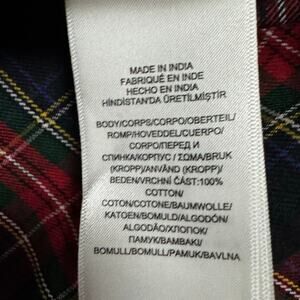 MADE IN INDIA
FABRIQUÉ EN INDE
HECHO EN INDIA
HİNDİSTAN'DA ÜRETİLMİŞTİR
BODY/CORPS/CORPO/OBERTEIL/
ROMP/HOVEDDEL/CUERPO/
CORPO/ПЕРЕД И
СПИНКА/КОРПУС / ΣΩΜΑ/BRUK
(KROPP)/ANVÄND (KROPP)/
BEDEN/VRCHNÍ ČÁST:100%
COTTON/
COTON/COTONE/BAUMWOLLE/
KATOEN/BOMULD/ALGODÓN/
ALGODÃO/ХЛОПОК/
ПАМУК/ΒΑΜΒΑΚΙ/
BOMULL/BOMULL/PAMUK/BAVLNA